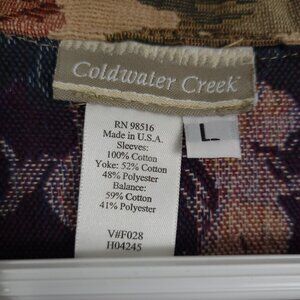 Coldwater Creek
RN 98516
Made in U.S.A.
Sleeves:
100% Cotton
Yoke: 52% Cotton
48% Polyester
Balance:
59% Cotton
41% Polyester
V#F028
H04245
L